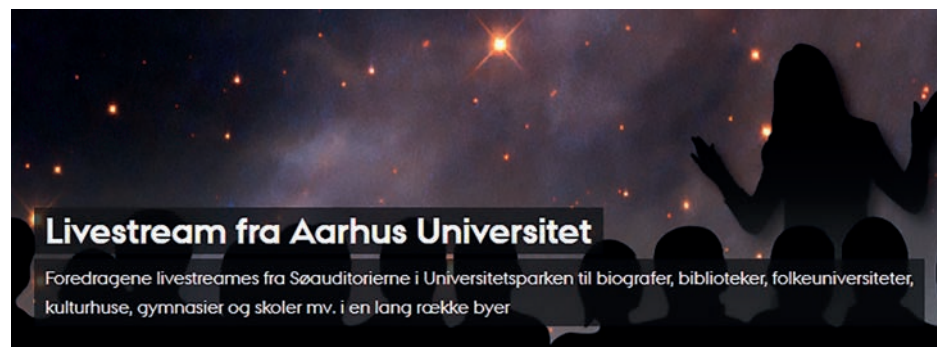 Livestream fra Aarhus Universitet
Foredragene livestreames fra Søauditorierne i Universitetsparken til biografer, biblioteker, folkeuniversiteter,
kulturhuse, gymnasier og skoler mv. i en lang række byer